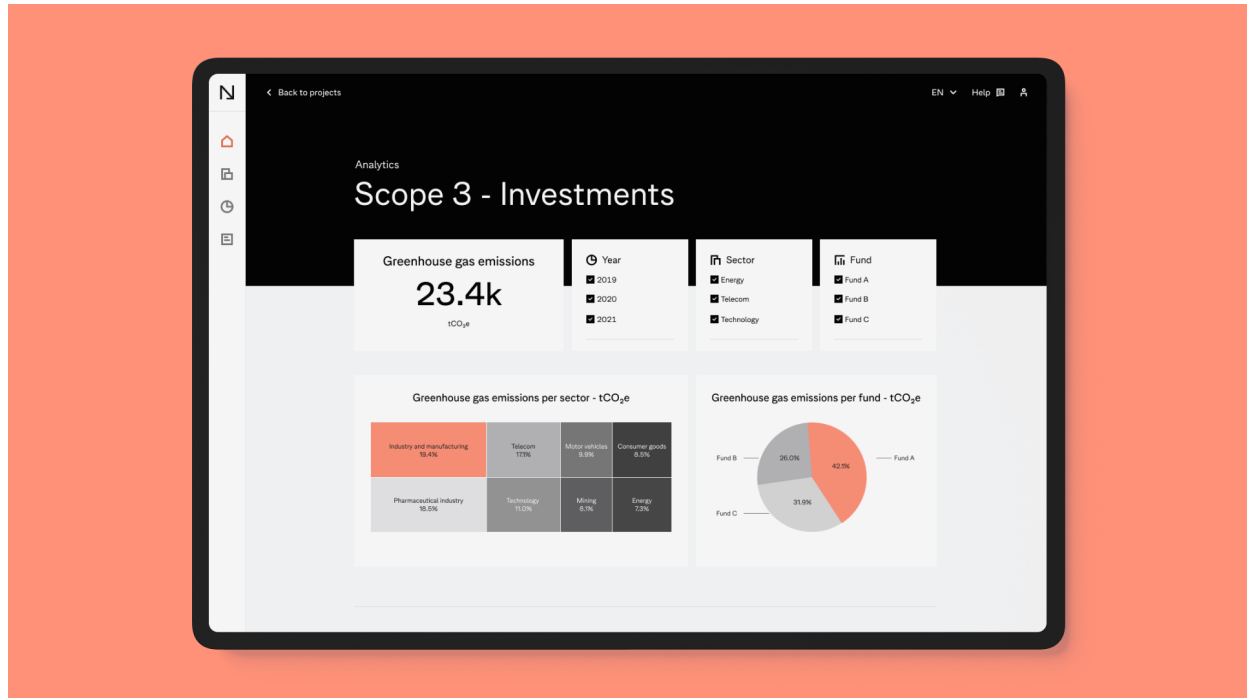 Back to projects
EN
Help
Analytics
Scope 3 - Investments
Greenhouse gas emissions
23.4k
tCO₂e
Year
2019
2020
2021
Sector
Energy
Telecom
Technology
Fund
Fund A
Fund B
Fund C
Greenhouse gas emissions per sector - tCO₂e
Industry and manufacturing
19.4%
Telecom
17.1%
Motor vehicles
9.9%
Consumer goods
8.5%
Pharmaceutical industry
18.5%
Technology
11.0%
Mining
8.1%
Energy
7.3%
Greenhouse gas emissions per fund - tCO₂e
Fund B
26.0%
42.1%
Fund A
31.9%
Fund C